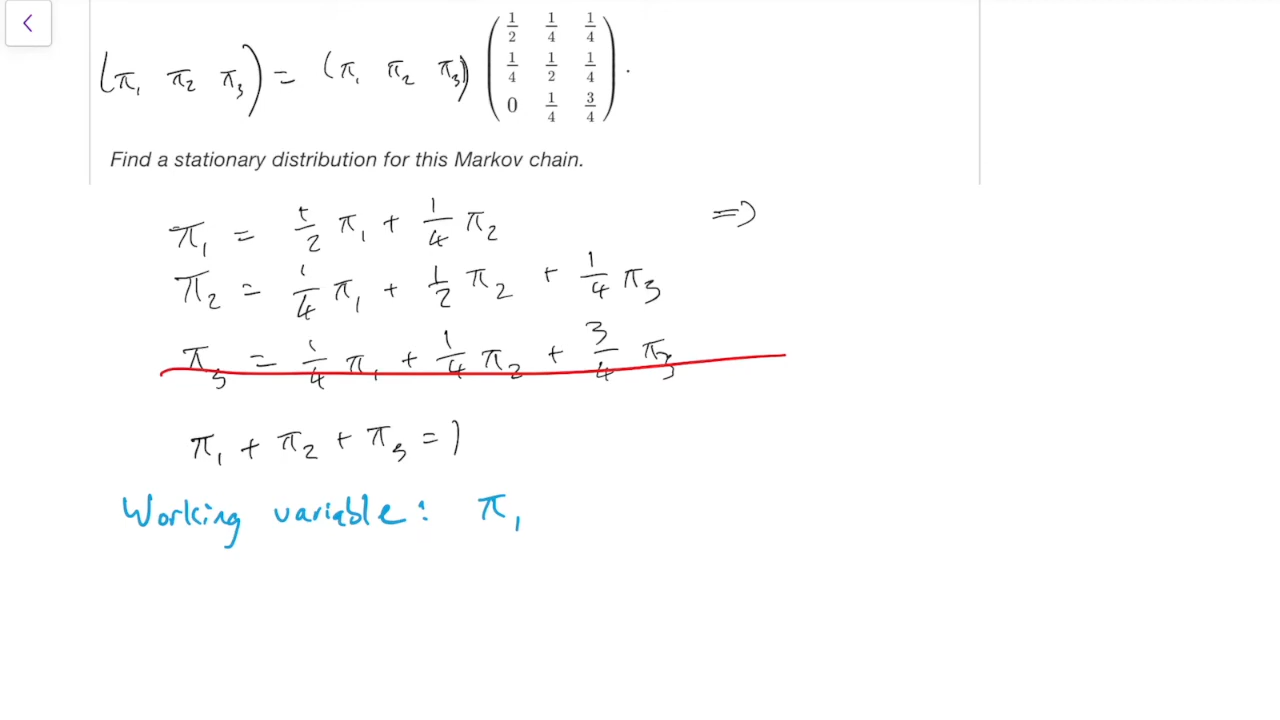 (π₁ π₂ π₃) = (π₁ π₂ π₃) ( 1/2 1/4 1/4 ; 1/4 1/2 1/4 ; 0 1/4 3/4 ) .
Find a stationary distribution for this Markov chain.
π₁ = 1/2 π₁ + 1/4 π₂ ⇒
π₂ = 1/4 π₁ + 1/2 π₂ + 1/4 π₃
π₃ = 1/4 π₁ + 1/4 π₂ + 3/4 π₃
π₁ + π₂ + π₃ = 1
Working variable: π₁